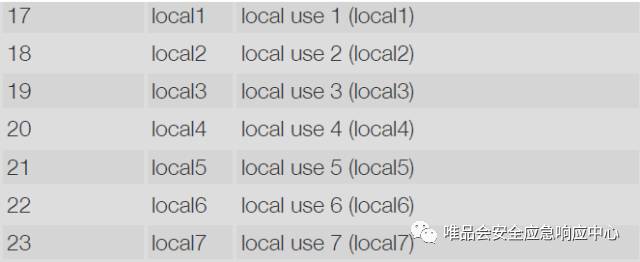 17 local1 local use 1 (local1)
18 local2 local use 2 (local2)
19 local3 local use 3 (local3)
20 local4 local use 4 (local4)
21 local5 local use 5 (local5)
22 local6 local use 6 (local6)
23 local7 local use 7 (local7)
唯品会安全应急响应中心